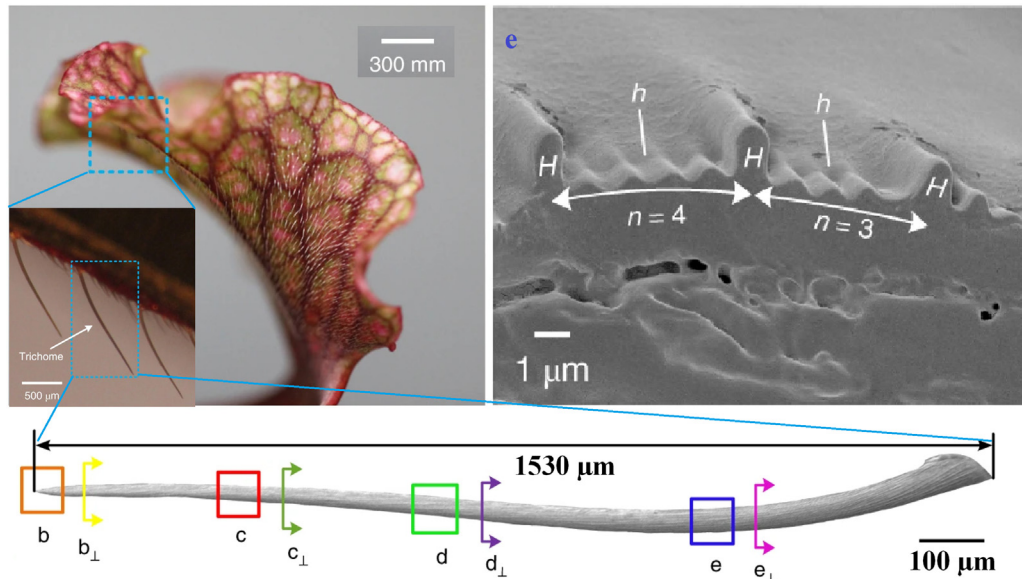 300 mm
Trichome
500 μm
e
h
h
H
H
H
n = 4
n = 3
1 μm
1530 μm
b
b⊥
c
c⊥
d
d⊥
e
e⊥
100 μm